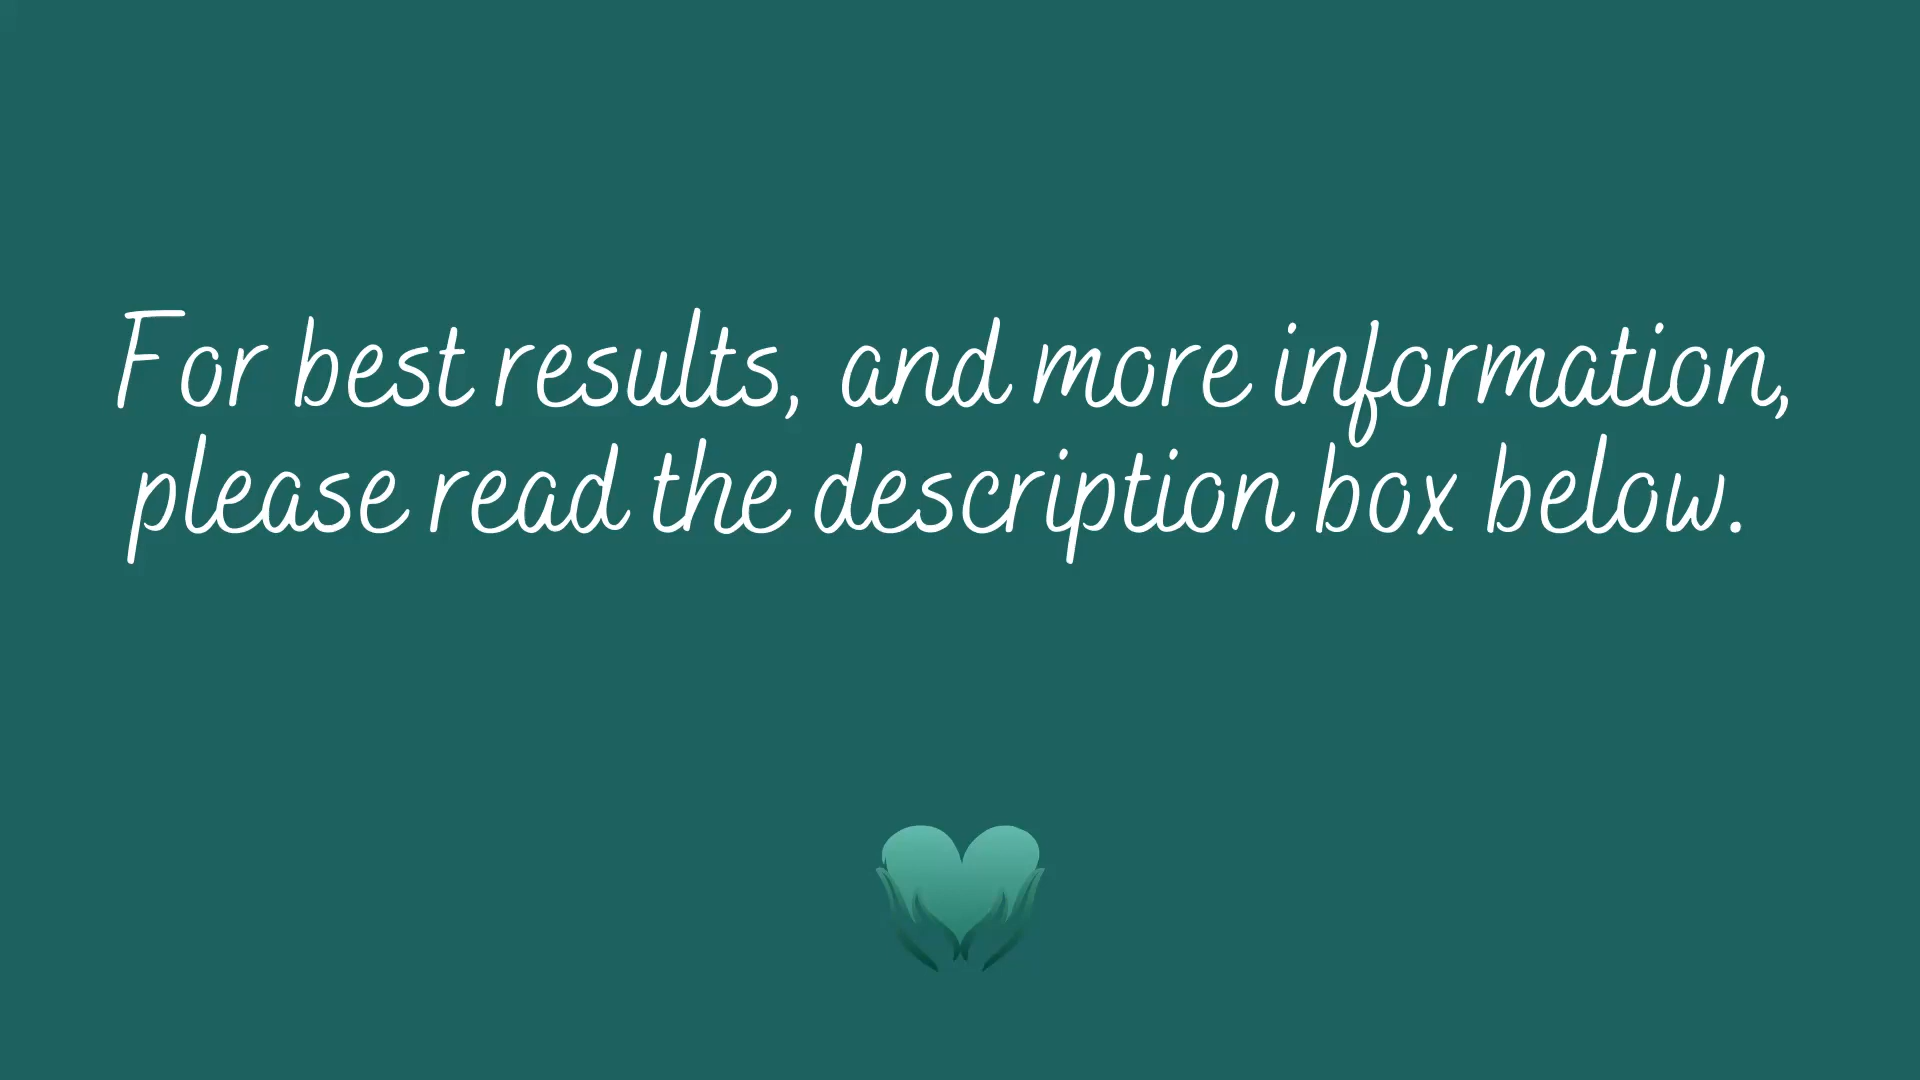 For best results, and more information,
please read the description box below.